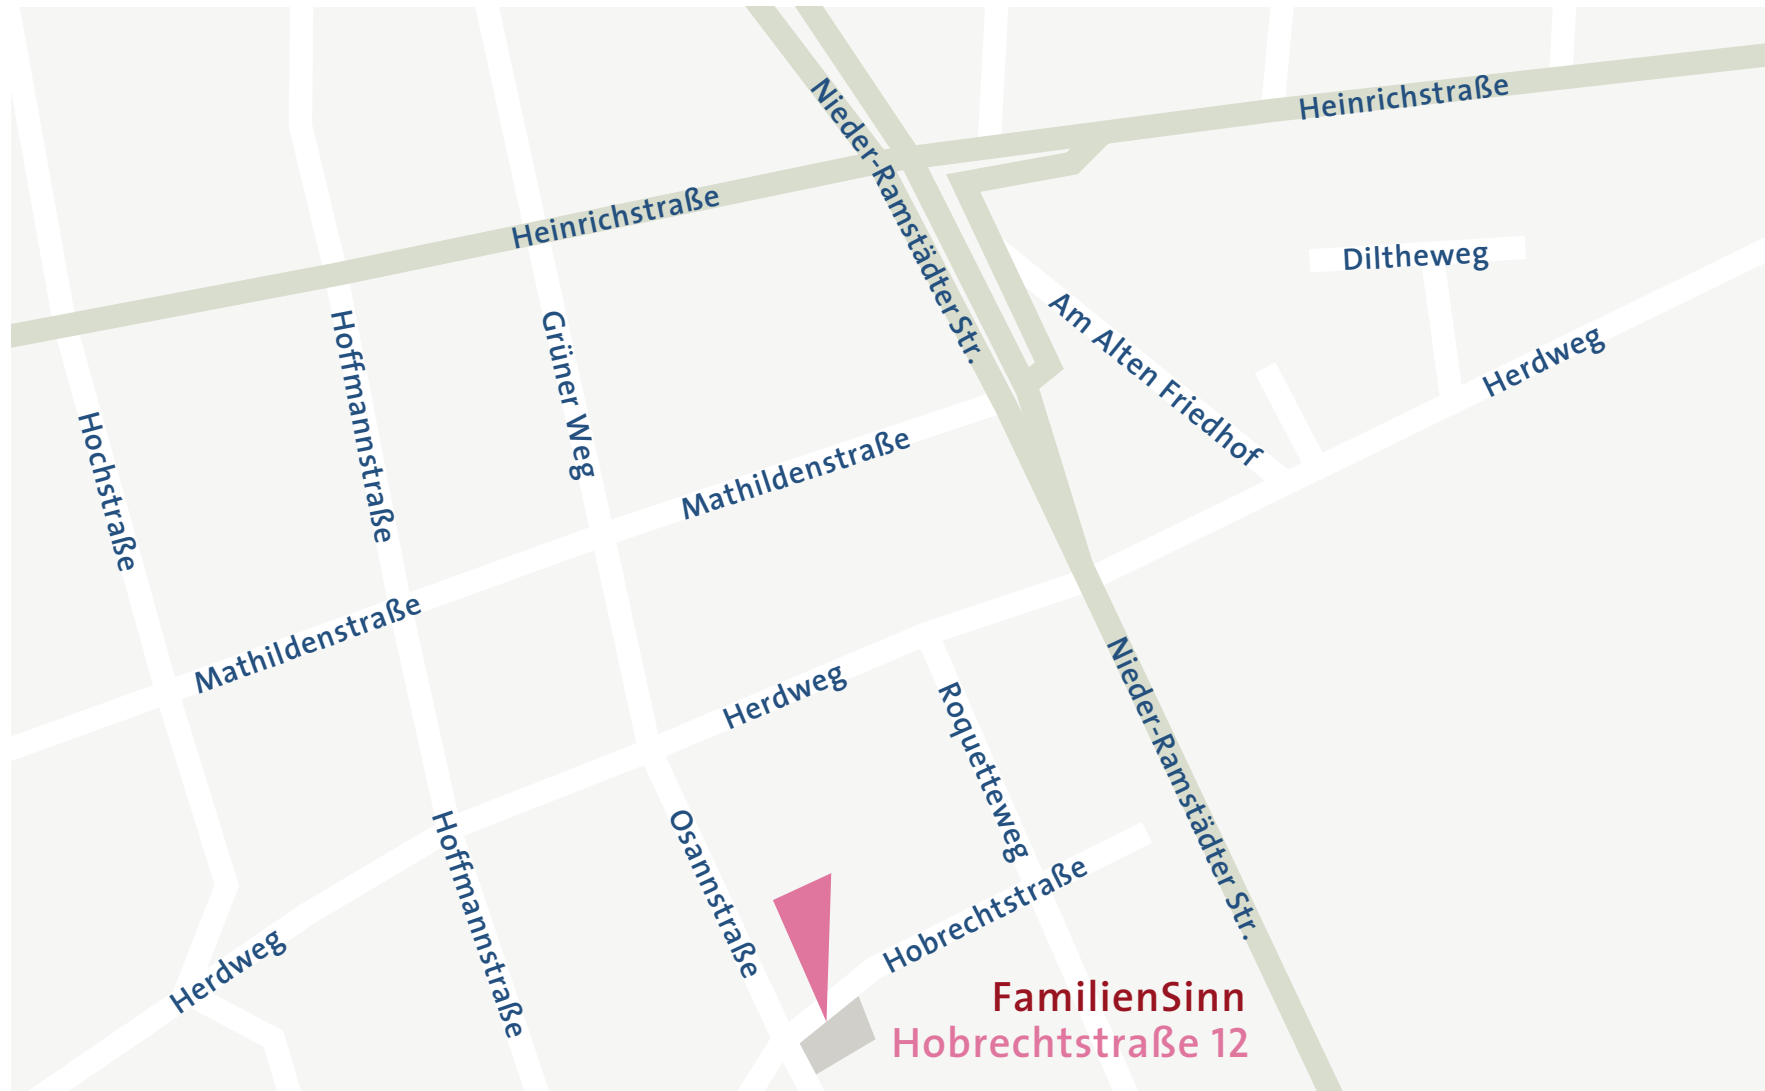 Nieder-Ramstädter Str.
Heinrichstraße
Heinrichstraße
Diltheweg
Am Alten Friedhof
Herdweg
Hochstraße
Hoffmannstraße
Grüner Weg
Mathildenstraße
Mathildenstraße
Herdweg
Roquetteweg
Nieder-Ramstädter Str.
Osannstraße
Hoffmannstraße
Herdweg
Hobrechtstraße
FamilienSinn
Hobrechtstraße 12